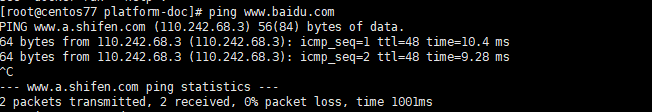 [root@centos77 platform-doc]# ping www.baidu.com
PING www.a.shifen.com (110.242.68.3) 56(84) bytes of data.
64 bytes from 110.242.68.3 (110.242.68.3): icmp_seq=1 ttl=48 time=10.4 ms
64 bytes from 110.242.68.3 (110.242.68.3): icmp_seq=2 ttl=48 time=9.28 ms
^C
--- www.a.shifen.com ping statistics ---
2 packets transmitted, 2 received, 0% packet loss, time 1001ms